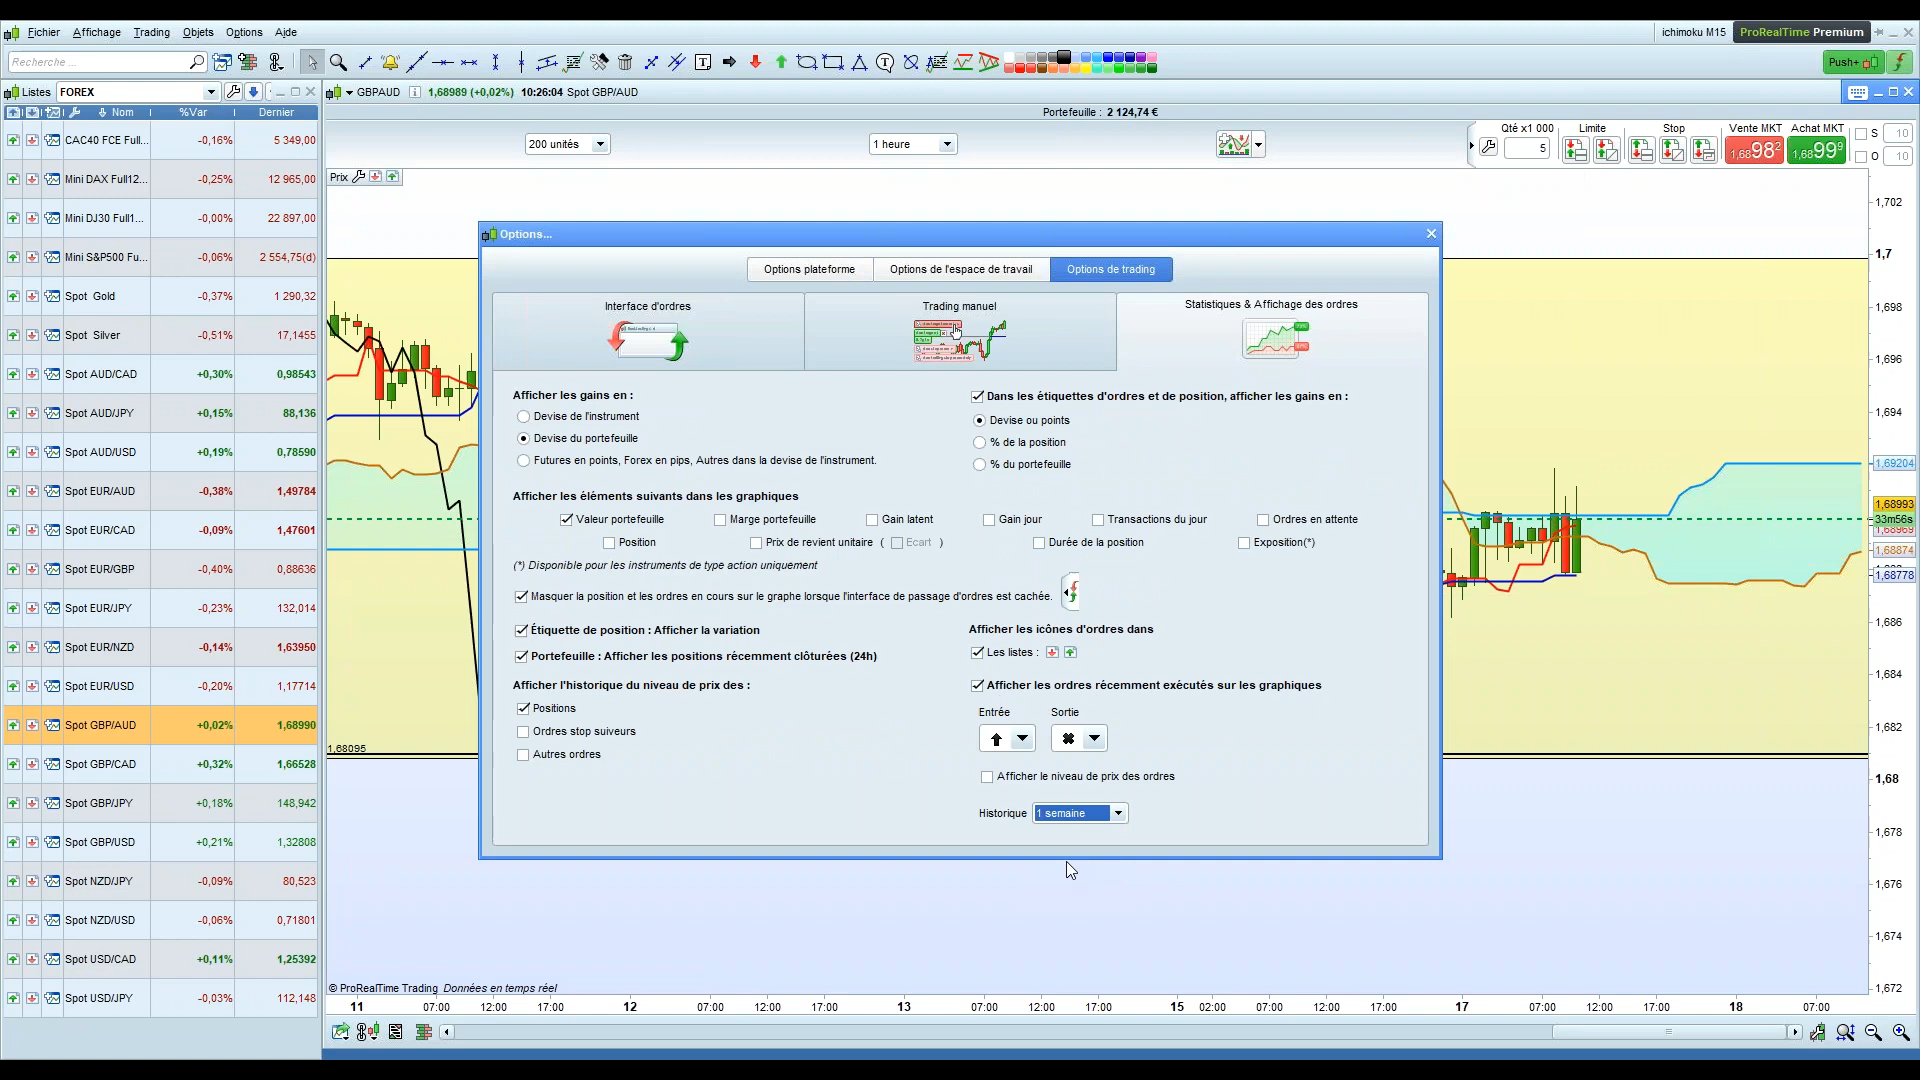 Fichier Affichage Trading Objets Options Aide
ichimoku M15 ProRealTime Premium
Recherche ...
Push+
Listes FOREX
GBPAUD 1,68989 (+0,02%) 10:26:04 Spot GBP/AUD
Nom %Var Dernier
Portefeuille : 2 124,74 €
200 unités
1 heure
Qté x1 000 Limite Stop Vente MKT Achat MKT
5
1,68 98 2 1,68 99 9
S 10
O 10
Prix
CAC40 FCE Full... -0,16% 5 349,00
Mini DAX Full12... -0,25% 12 965,00
Mini DJ30 Full1... -0,00% 22 897,00
Mini S&P500 Fu... -0,06% 2 554,75(d)
Spot Gold -0,37% 1 290,32
Spot Silver -0,51% 17,1455
Spot AUD/CAD +0,30% 0,98543
Spot AUD/JPY +0,15% 88,136
Spot AUD/USD +0,19% 0,78590
Spot EUR/AUD -0,38% 1,49784
Spot EUR/CAD -0,09% 1,47601
Spot EUR/GBP -0,40% 0,88636
Spot EUR/JPY -0,23% 132,014
Spot EUR/NZD -0,14% 1,63950
Spot EUR/USD -0,20% 1,17714
Spot GBP/AUD +0,02% 1,68990
Spot GBP/CAD +0,32% 1,66528
Spot GBP/JPY +0,18% 148,942
Spot GBP/USD +0,21% 1,32808
Spot NZD/JPY -0,09% 80,523
Spot NZD/USD -0,06% 0,71801
Spot USD/CAD +0,11% 1,25392
Spot USD/JPY -0,03% 112,148
Options...
Options plateforme Options de l'espace de travail Options de trading
Interface d'ordres Trading manuel Statistiques & Affichage des ordres
Afficher les gains en :
Devise de l'instrument
Devise du portefeuille
Futures en points, Forex en pips, Autres dans la devise de l'instrument.
Dans les étiquettes d'ordres et de position, afficher les gains en :
Devise ou points
% de la position
% du portefeuille
Afficher les éléments suivants dans les graphiques
Valeur portefeuille Marge portefeuille Gain latent Gain jour Transactions du jour Ordres en attente
Position Prix de revient unitaire ( Ecart ) Durée de la position Exposition(*)
(*) Disponible pour les instruments de type action uniquement
Masquer la position et les ordres en cours sur le graphe lorsque l'interface de passage d'ordres est cachée.
Étiquette de position : Afficher la variation
Portefeuille : Afficher les positions récemment clôturées (24h)
Afficher les icônes d'ordres dans
Les listes :
Afficher l'historique du niveau de prix des :
Positions
Ordres stop suiveurs
Autres ordres
Afficher les ordres récemment exécutés sur les graphiques
Entrée Sortie
Afficher le niveau de prix des ordres
Historique 1 semaine
1,68095
1,702
1,7
1,698
1,696
1,694
1,69204
1,68993
33m56s
1,68874
1,68778
1,686
1,684
1,682
1,68
1,678
1,676
1,674
1,672
© ProRealTime Trading Données en temps réel
11 07:00 12:00 17:00 12 07:00 12:00 17:00 13 07:00 12:00 17:00 15 02:00 07:00 12:00 17:00 17 07:00 12:00 17:00 18 07:00